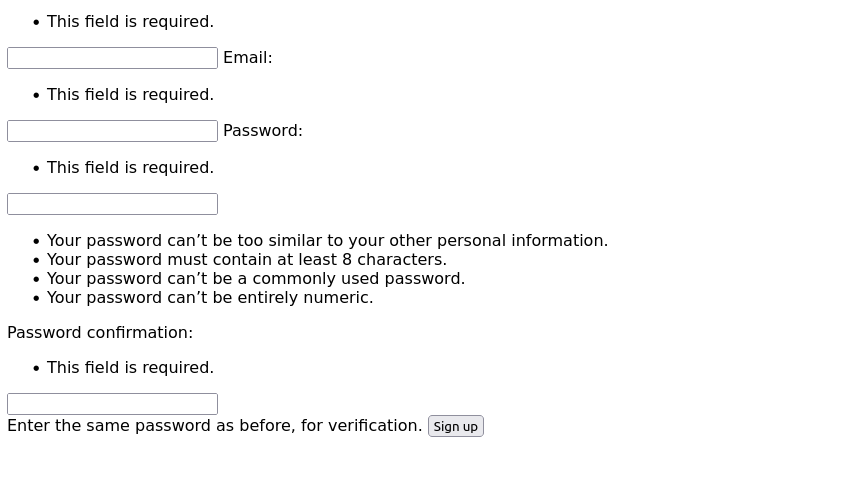 • This field is required.
Email:
• This field is required.
Password:
• This field is required.
• Your password can’t be too similar to your other personal information.
• Your password must contain at least 8 characters.
• Your password can’t be a commonly used password.
• Your password can’t be entirely numeric.
Password confirmation:
• This field is required.
Enter the same password as before, for verification. Sign up